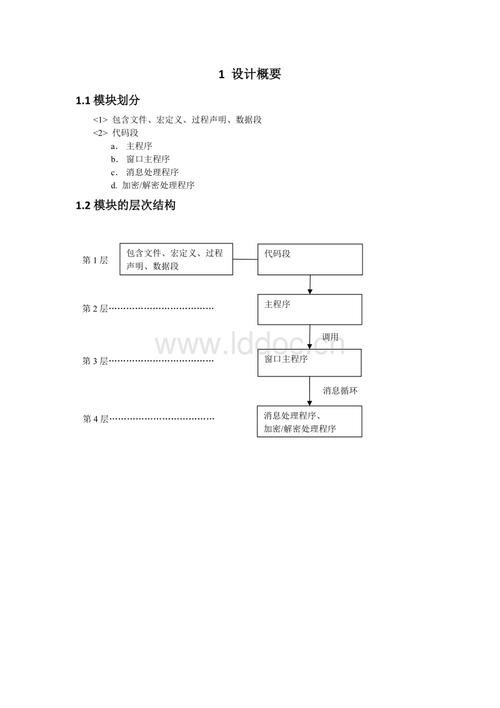 1 设计概要
1.1 模块划分
<1> 包含文件、宏定义、过程声明、数据段
<2> 代码段
a. 主程序
b. 窗口主程序
c. 消息处理程序
d. 加密/解密处理程序
1.2 模块的层次结构
第1层
包含文件、宏定义、过程
声明、数据段
代码段
第2层………………………………
主程序
www.lddoc.cn
调用
第3层………………………………
窗口主程序
消息循环
第4层………………………………
消息处理程序、
加密/解密处理程序